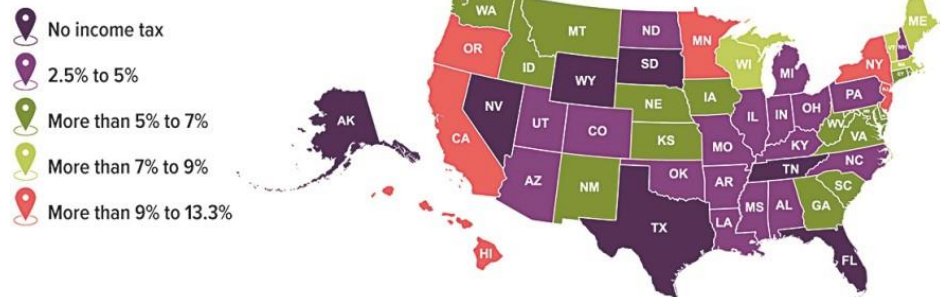 No income tax
2.5% to 5%
More than 5% to 7%
More than 7% to 9%
More than 9% to 13.3%
WA
MT
ND
MN
ME
OR
ID
WY
SD
WI
MI
VT
NH
NY
NV
NE
IA
PA
CA
UT
CO
KS
MO
IL
IN
OH
WV
VA
KY
AK
AZ
NM
OK
AR
TN
NC
SC
TX
LA
MS
AL
GA
FL
HI
CT